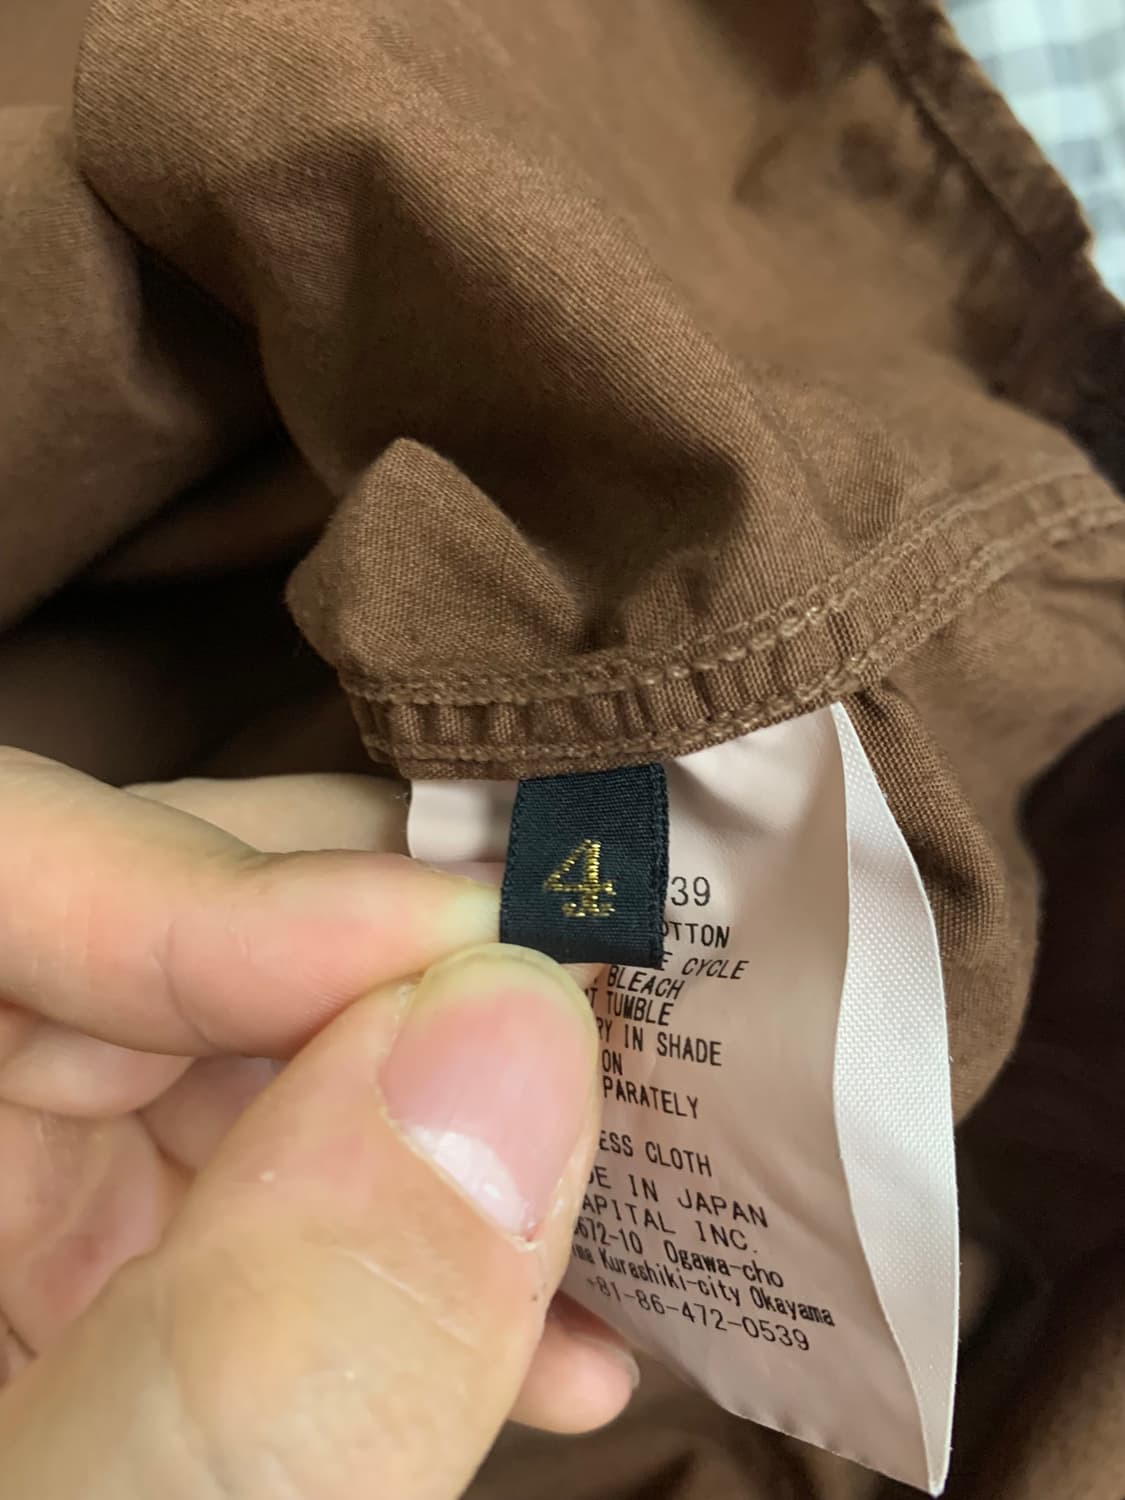 4
39
OTTON
E CYCLE
BLEACH
T TUMBLE
RY IN SHADE
ON
PARATELY
ESS CLOTH
DE IN JAPAN
APITAL INC.
672-10 Ogawa-cho
ma Kurashiki-city Okayama
+81-86-472-0539